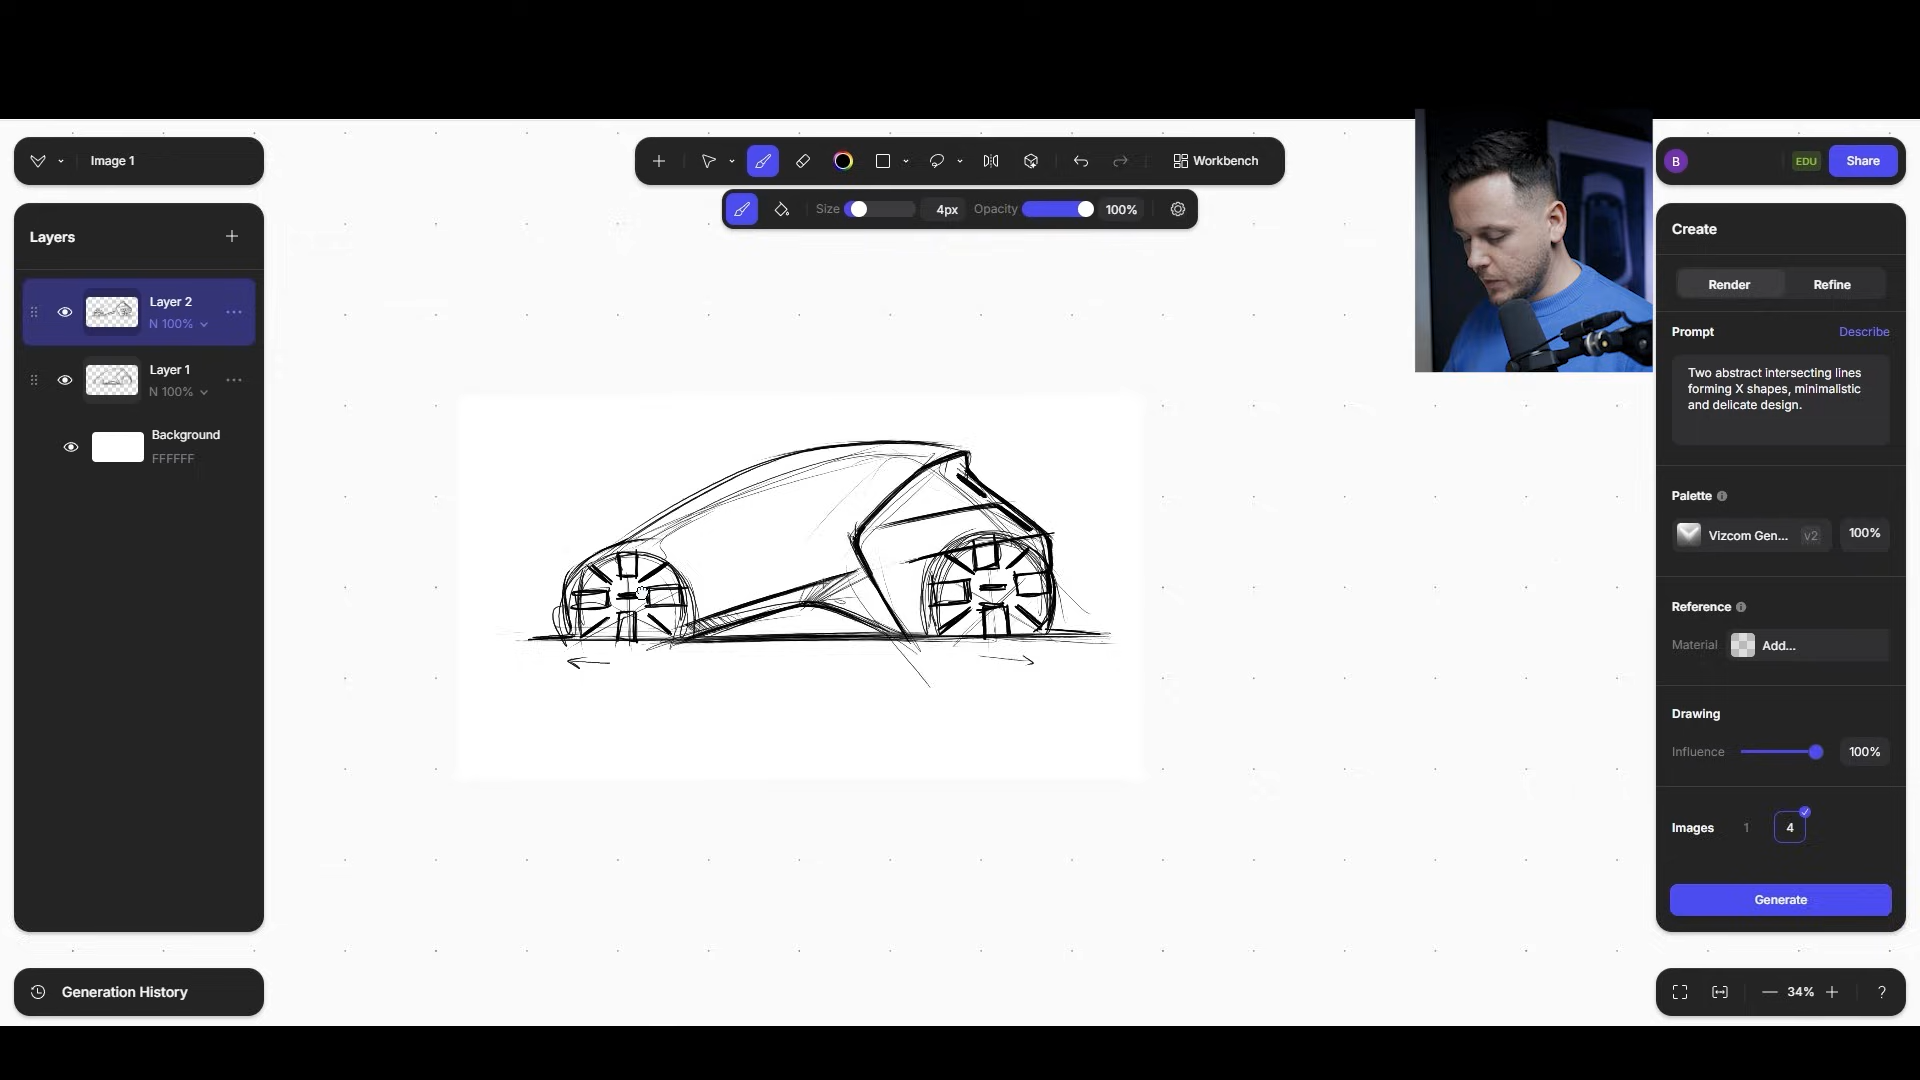 Image 1
Workbench
B
EDU
Share
Size
4px
Opacity
100%
Layers
Layer 2
N 100%
Layer 1
N 100%
Background
FFFFFF
Generation History
Create
Render
Refine
Prompt
Describe
Two abstract intersecting lines
forming X shapes, minimalistic
and delicate design.
Palette
Vizcom Gen...
v2
100%
Reference
Material
Add...
Drawing
Influence
100%
Images
1
4
Generate
34%
?